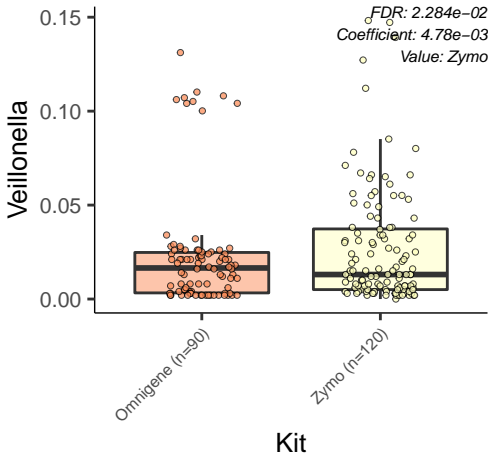 FDR: 2.284e−02
Coefficient: 4.78e−03
Value: Zymo
0.15
0.10
0.05
0.00
Veillonella
Omnigene (n=90)
Zymo (n=120)
Kit